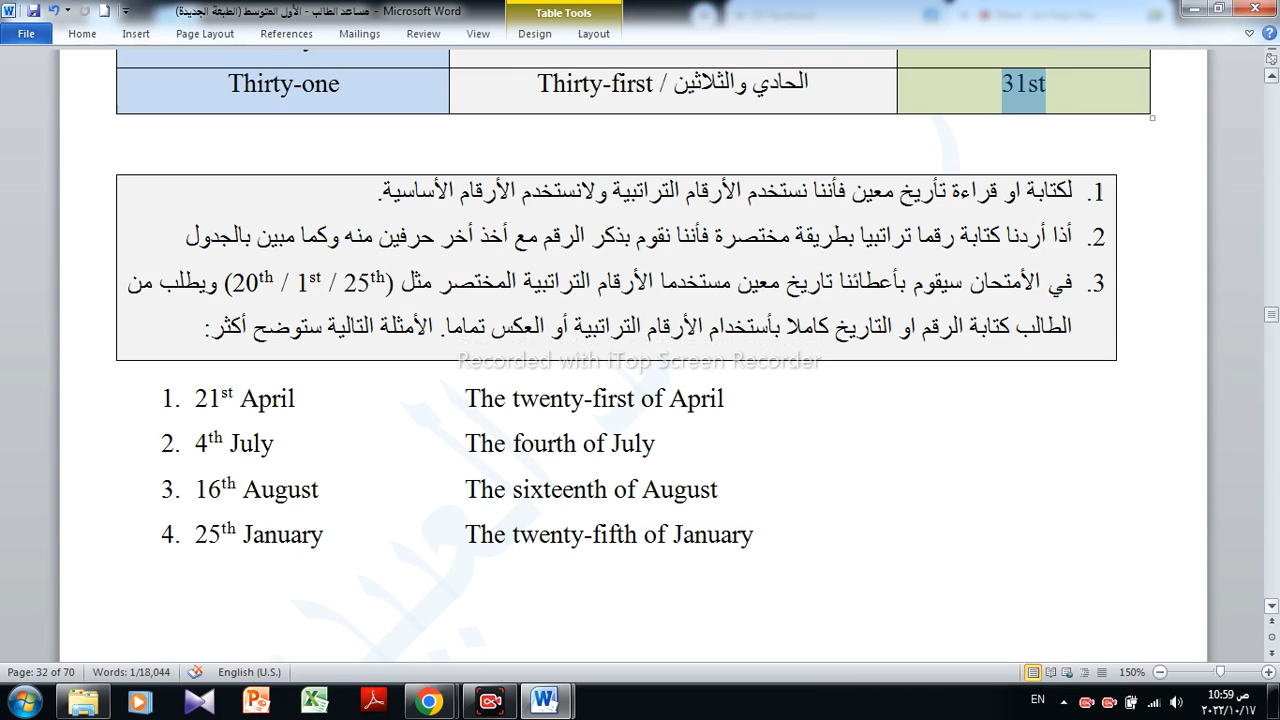 مساعد الطالب - الأول المتوسط (الطبعة الجديدة) - Microsoft Word
Table Tools
File Home Insert Page Layout References Mailings Review View Design Layout
Thirty-one Thirty-first / الحادي والثلاثين 31st
1. لكتابة او قراءة تأريخ معين فأننا نستخدم الأرقام التراتبية ولانستخدم الأرقام الأساسية.
2. أذا أردنا كتابة رقما تراتبيا بطريقة مختصرة فأننا نقوم بذكر الرقم مع أخذ أخر حرفين منه وكما مبين بالجدول
3. في الأمتحان سيقوم بأعطائنا تاريخ معين مستخدما الأرقام التراتبية المختصر مثل (20th / 1st / 25th) ويطلب من
الطالب كتابة الرقم او التاريخ كاملا بأستخدام الأرقام التراتبية أو العكس تماما. الأمثلة التالية ستوضح أكثر:
Recorded with iTop Screen Recorder
1. 21st April The twenty-first of April
2. 4th July The fourth of July
3. 16th August The sixteenth of August
4. 25th January The twenty-fifth of January
Page: 32 of 70 Words: 1/18,044 English (U.S.) 150%
EN ص 10:59
٢٠٢٢/١٠/١٧